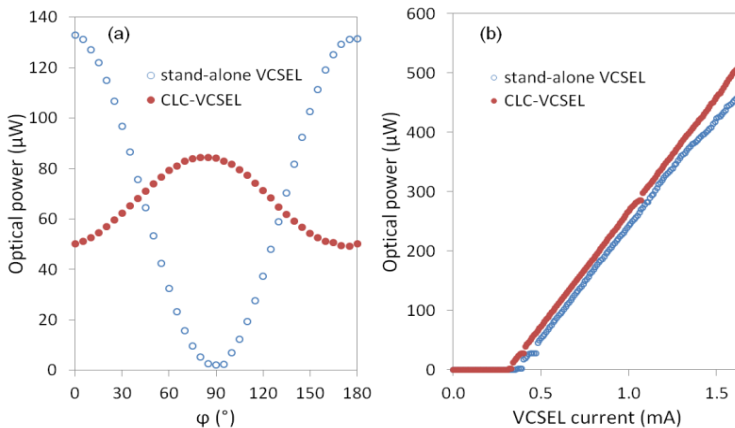 140
120
100
80
60
40
20
0
Optical power (µW)
(a)
stand-alone VCSEL
CLC-VCSEL
0 30 60 90 120 150 180
φ (°)
600
500
400
300
200
100
0
Optical power (µW)
(b)
stand-alone VCSEL
CLC-VCSEL
0.0 0.5 1.0 1.5
VCSEL current (mA)